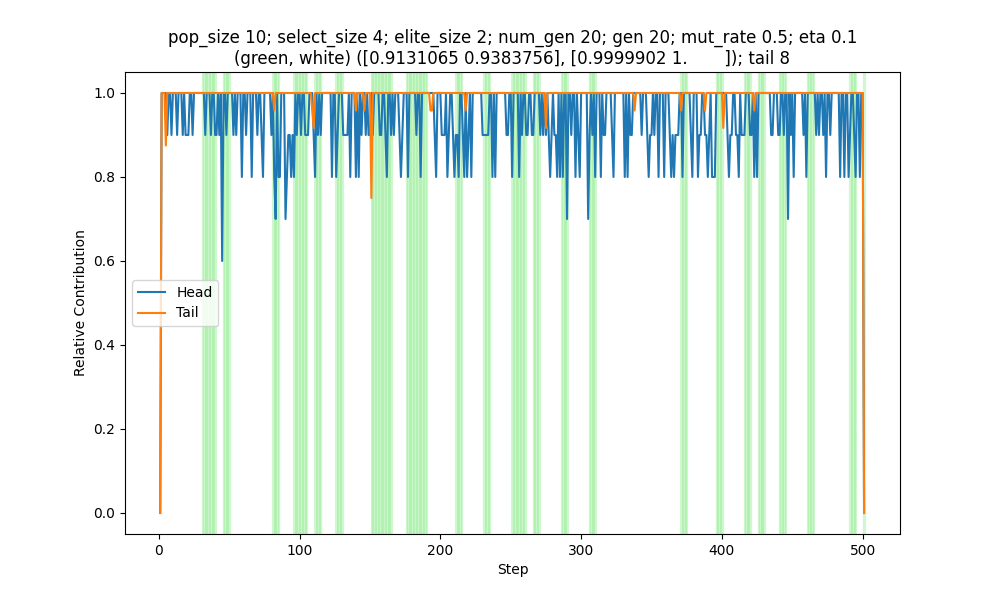 pop_size 10; select_size 4; elite_size 2; num_gen 20; gen 20; mut_rate 0.5; eta 0.1
(green, white) ([0.9131065 0.9383756], [0.9999902 1.        ]); tail 8
1.0
0.8
0.6
0.4
0.2
0.0
Relative Contribution
Head
Tail
0 100 200 300 400 500
Step